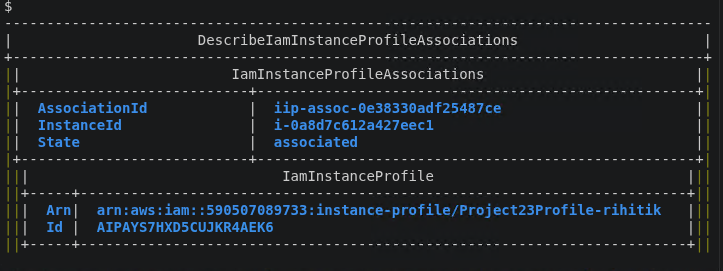 $
DescribeIamInstanceProfileAssociations
IamInstanceProfileAssociations
AssociationId | iip-assoc-0e38330adf25487ce
InstanceId | i-0a8d7c612a427eec1
State | associated
IamInstanceProfile
Arn| arn:aws:iam::590507089733:instance-profile/Project23Profile-rihitik
Id | AIPAYS7HXD5CUJKR4AEK6